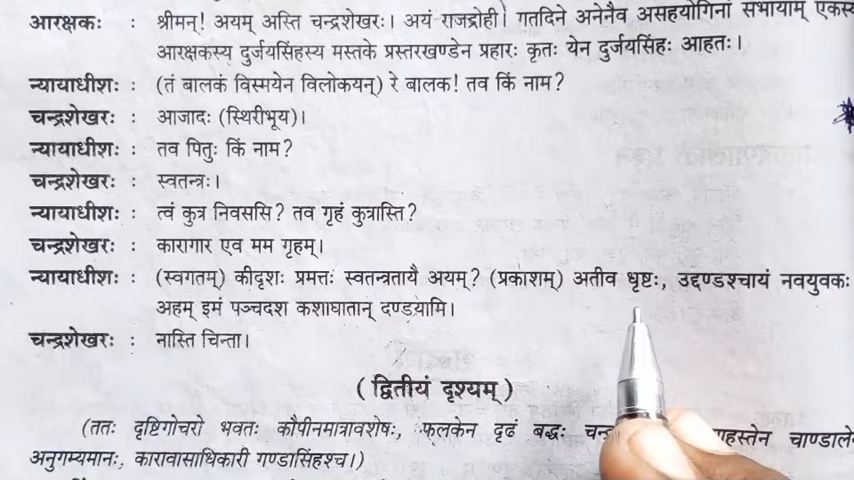 आरक्षकः : श्रीमन्! अयम् अस्ति चन्द्रशेखरः। अयं राजद्रोही। गतदिने अनेनैव असहयोगिनां सभायाम् एकस्य
आरक्षकस्य दुर्जयसिंहस्य मस्तके प्रस्तरखण्डेन प्रहारः कृतः येन दुर्जयसिंहः आहतः।
न्यायाधीशः : (तं बालकं विस्मयेन विलोकयन्) रे बालक! तव किं नाम?
चन्द्रशेखरः : आजादः (स्थिरीभूय)।
न्यायाधीशः : तव पितुः किं नाम?
चन्द्रशेखरः : स्वतन्त्रः।
न्यायाधीशः : त्वं कुत्र निवससि? तव गृहं कुत्रास्ति?
चन्द्रशेखरः : कारागार एव मम गृहम्।
न्यायाधीशः : (स्वगतम्) कीदृशः प्रमत्तः स्वतन्त्रतायै अयम्? (प्रकाशम्) अतीव धृष्टः, उद्दण्डश्चायं नवयुवकः
अहम् इमं पञ्चदश कशाघातान् दण्डयामि।
चन्द्रशेखरः : नास्ति चिन्ता।
(द्वितीयं दृश्यम्)
(ततः दृष्टिगोचरो भवतः कौपीनमात्रावशेषः, फलकेन दृढं बद्धः चाण्डालेन
अनुगम्यमानः, कारावासाधिकारी गण्डासिंहश्च।)